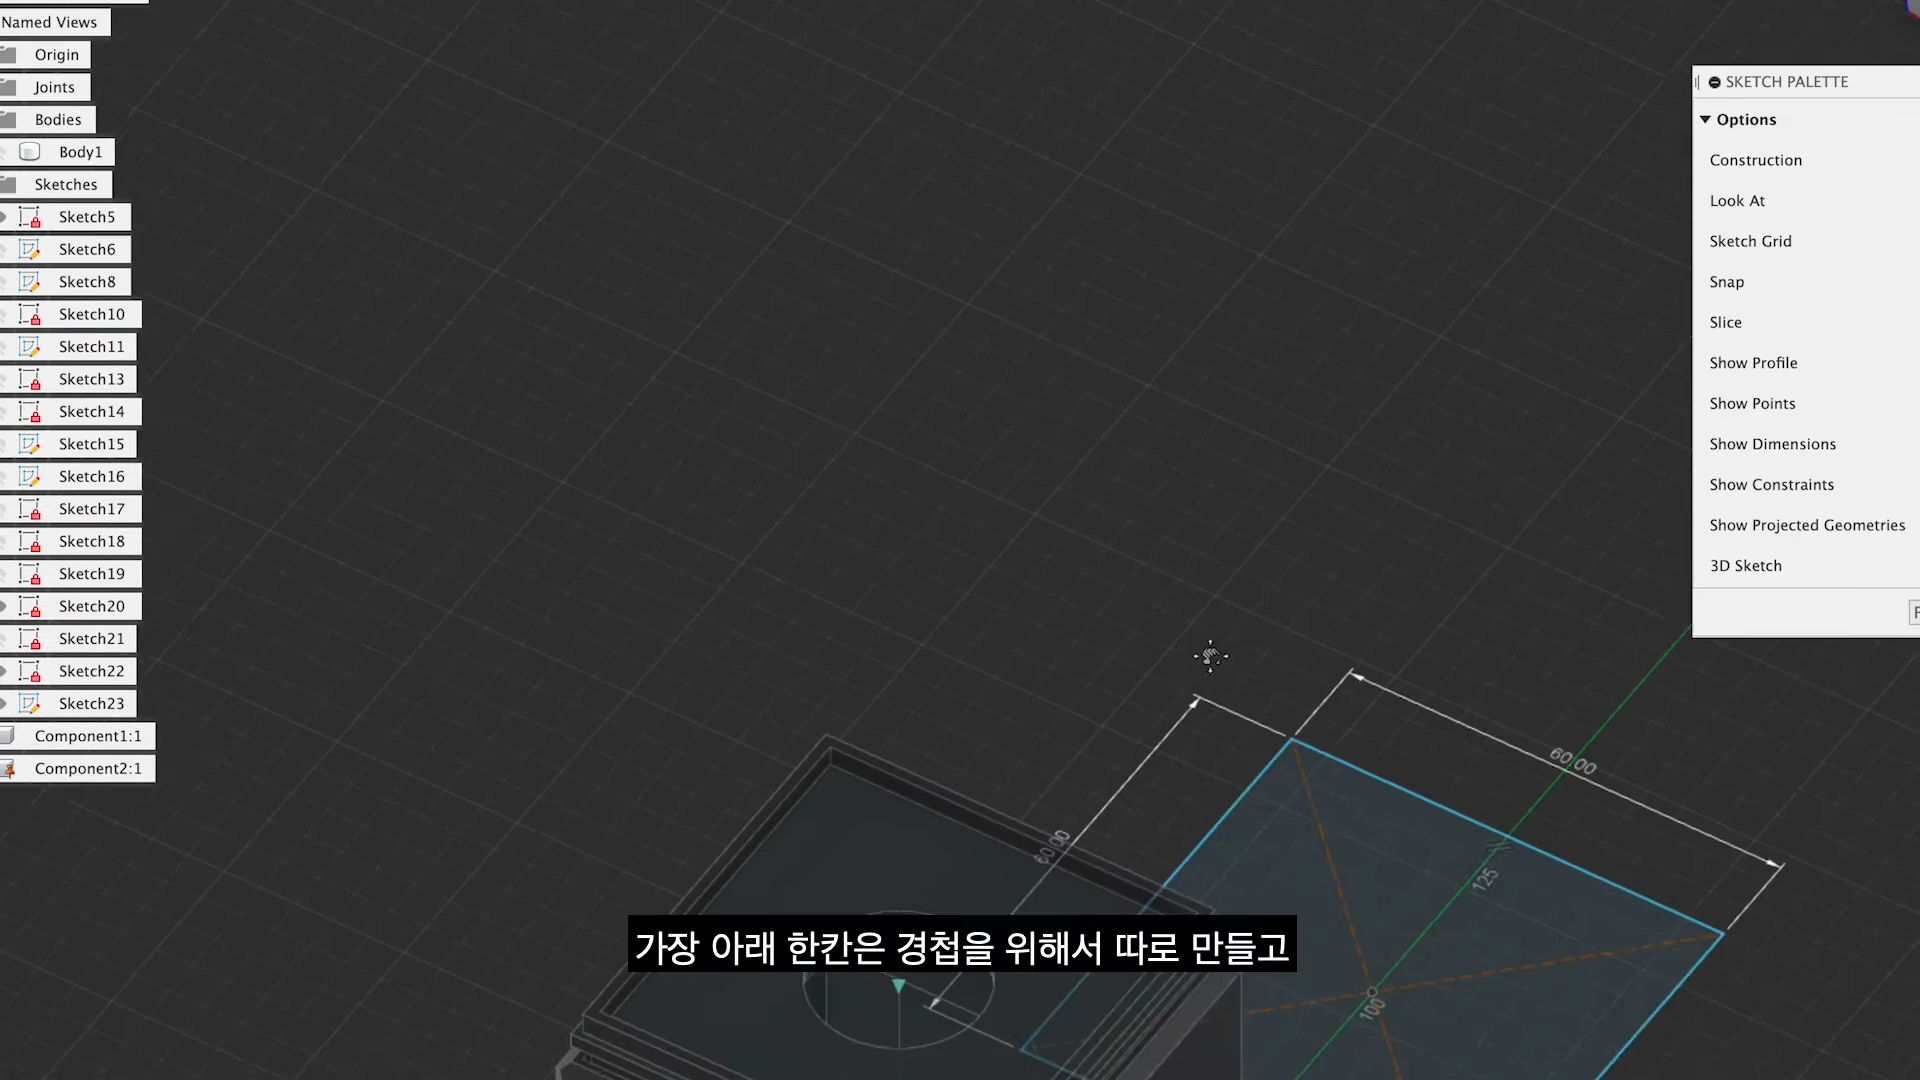 Named Views
Origin
Joints
Bodies
Body1
Sketches
Sketch5
Sketch6
Sketch8
Sketch10
Sketch11
Sketch13
Sketch14
Sketch15
Sketch16
Sketch17
Sketch18
Sketch19
Sketch20
Sketch21
Sketch22
Sketch23
Component1:1
Component2:1
SKETCH PALETTE
Options
Construction
Look At
Sketch Grid
Snap
Slice
Show Profile
Show Points
Show Dimensions
Show Constraints
Show Projected Geometries
3D Sketch
60.00
60.00
125
100
가장 아래 한칸은 경첩을 위해서 따로 만들고